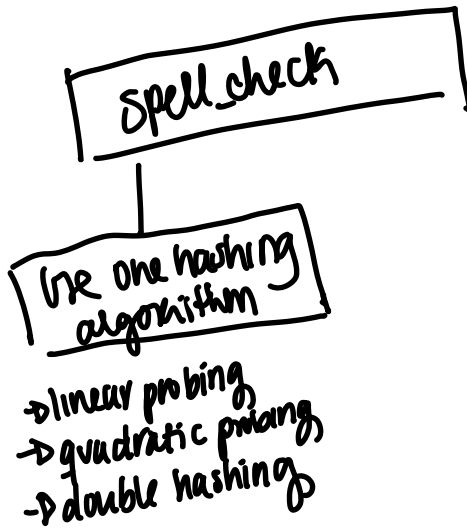 spell_check
Use one hashing
algorithm
→ linear probing
→ quadratic probing
→ double hashing